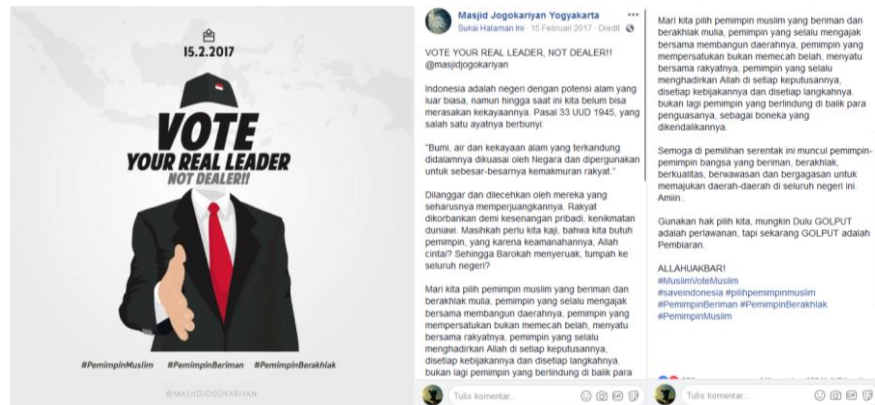 15.2.2017
VOTE
YOUR REAL LEADER
NOT DEALER!!
#PemimpinMuslim #PemimpinBeriman #PemimpinBerakhlak
@MASJIDJOGOKARIYAN
Masjid Jogokariyan Yogyakarta
Sukai Halaman Ini · 15 Februari 2017 · Diedit
VOTE YOUR REAL LEADER, NOT DEALER!!
@masjidjogokariyan
Indonesia adalah negeri dengan potensi alam yang
luar biasa, namun hingga saat ini kita belum bisa
merasakan kekayaannya. Pasal 33 UUD 1945, yang
salah satu ayatnya berbunyi:
"Bumi, air dan kekayaan alam yang terkandung
didalamnya dikuasai oleh Negara dan dipergunakan
untuk sebesar-besarnya kemakmuran rakyat."
Dilanggar dan dilecehkan oleh mereka yang
seharusnya memperjuangkannya. Rakyat
dikorbankan demi kesenangan pribadi, kenikmatan
duniawi. Masihkah perlu kita kaji, bahwa kita butuh
pemimpin, yang karena keamanahannya, Allah
cintai? Sehingga Barokah menyeruak, tumpah ke
seluruh negeri?
Mari kita pilih pemimpin muslim yang beriman dan
berakhlak mulia, pemimpin yang selalu mengajak
bersama membangun daerahnya, pemimpin yang
mempersatukan bukan memecah belah, menyatu
bersama rakyatnya, pemimpin yang selalu
menghadirkan Allah di setiap keputusannya,
disetiap kebijakannya dan disetiap langkahnya.
bukan lagi pemimpin yang berlindung di balik para
Tulis komentar...
Mari kita pilih pemimpin muslim yang beriman dan
berakhlak mulia, pemimpin yang selalu mengajak
bersama membangun daerahnya, pemimpin yang
mempersatukan bukan memecah belah, menyatu
bersama rakyatnya, pemimpin yang selalu
menghadirkan Allah di setiap keputusannya,
disetiap kebijakannya dan disetiap langkahnya.
bukan lagi pemimpin yang berlindung di balik para
penguasanya, sebagai boneka yang
dikendalikannya.
Semoga di pemilihan serentak ini muncul pemimpin-
pemimpin bangsa yang beriman, berakhlak,
berkualitas, berwawasan dan bergagasan untuk
memajukan daerah-daerah di seluruh negeri ini.
Amiin..
Gunakan hak pilih kita, mungkin Dulu GOLPUT
adalah perlawanan, tapi sekarang GOLPUT adalah
Pembiaran.
ALLAHUAKBAR!
#MuslimVoteMuslim
#saveindonesia #pilihpemimpinmuslim
#PemimpinBeriman #PemimpinBerakhlak
#PemimpinMuslim
Tulis komentar...